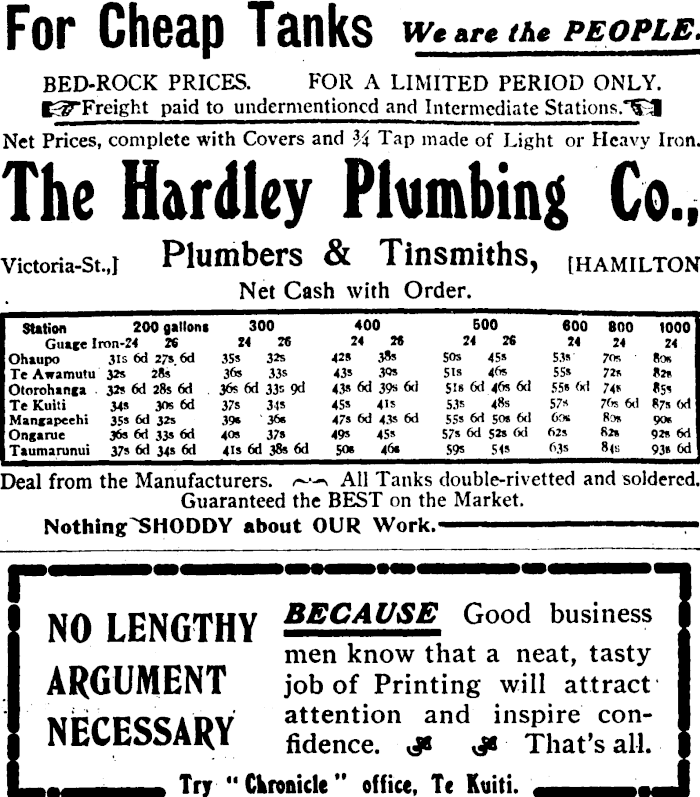 For Cheap Tanks We are the PEOPLE.
BED-ROCK PRICES. FOR A LIMITED PERIOD ONLY.
Freight paid to undermentioned and Intermediate Stations.
Net Prices, complete with Covers and ¾ Tap made of Light or Heavy Iron.
The Hardley Plumbing Co.,
Victoria-St.,] Plumbers & Tinsmiths, [HAMILTON
Net Cash with Order.
Station 200 gallons 300 400 500 600 800 1000
Guage Iron-24 26 24 26 24 26 24 26 24 24 24
Ohaupo 31s 6d 27s 6d 35s 32s 42s 38s 50s 45s 53s 70s 80s
Te Awamutu 32s 28s 36s 33s 43s 39s 51s 46s 55s 72s 82s
Otorohanga 32s 6d 28s 6d 36s 6d 33s 9d 43s 6d 39s 6d 51s 6d 46s 6d 55s 6d 74s 85s
Te Kuiti 34s 30s 6d 37s 34s 45s 41s 53s 48s 57s 76s 6d 87s 6d
Mangapeehi 35s 6d 32s 39s 36s 47s 6d 43s 6d 55s 6d 50s 6d 60s 80s 90s
Ongarue 36s 6d 33s 6d 40s 37s 49s 45s 57s 6d 52s 6d 62s 82s 92s 6d
Taumarunui 37s 6d 34s 6d 41s 6d 38s 6d 50s 46s 59s 54s 63s 84s 93s 6d
Deal from the Manufacturers. All Tanks double-rivetted and soldered.
Guaranteed the BEST on the Market.
Nothing SHODDY about OUR Work.
NO LENGTHY
ARGUMENT
NECESSARY
BECAUSE Good business
men know that a neat, tasty
job of Printing will attract
attention and inspire con-
fidence. That's all.
Try "Chronicle" office, Te Kuiti.